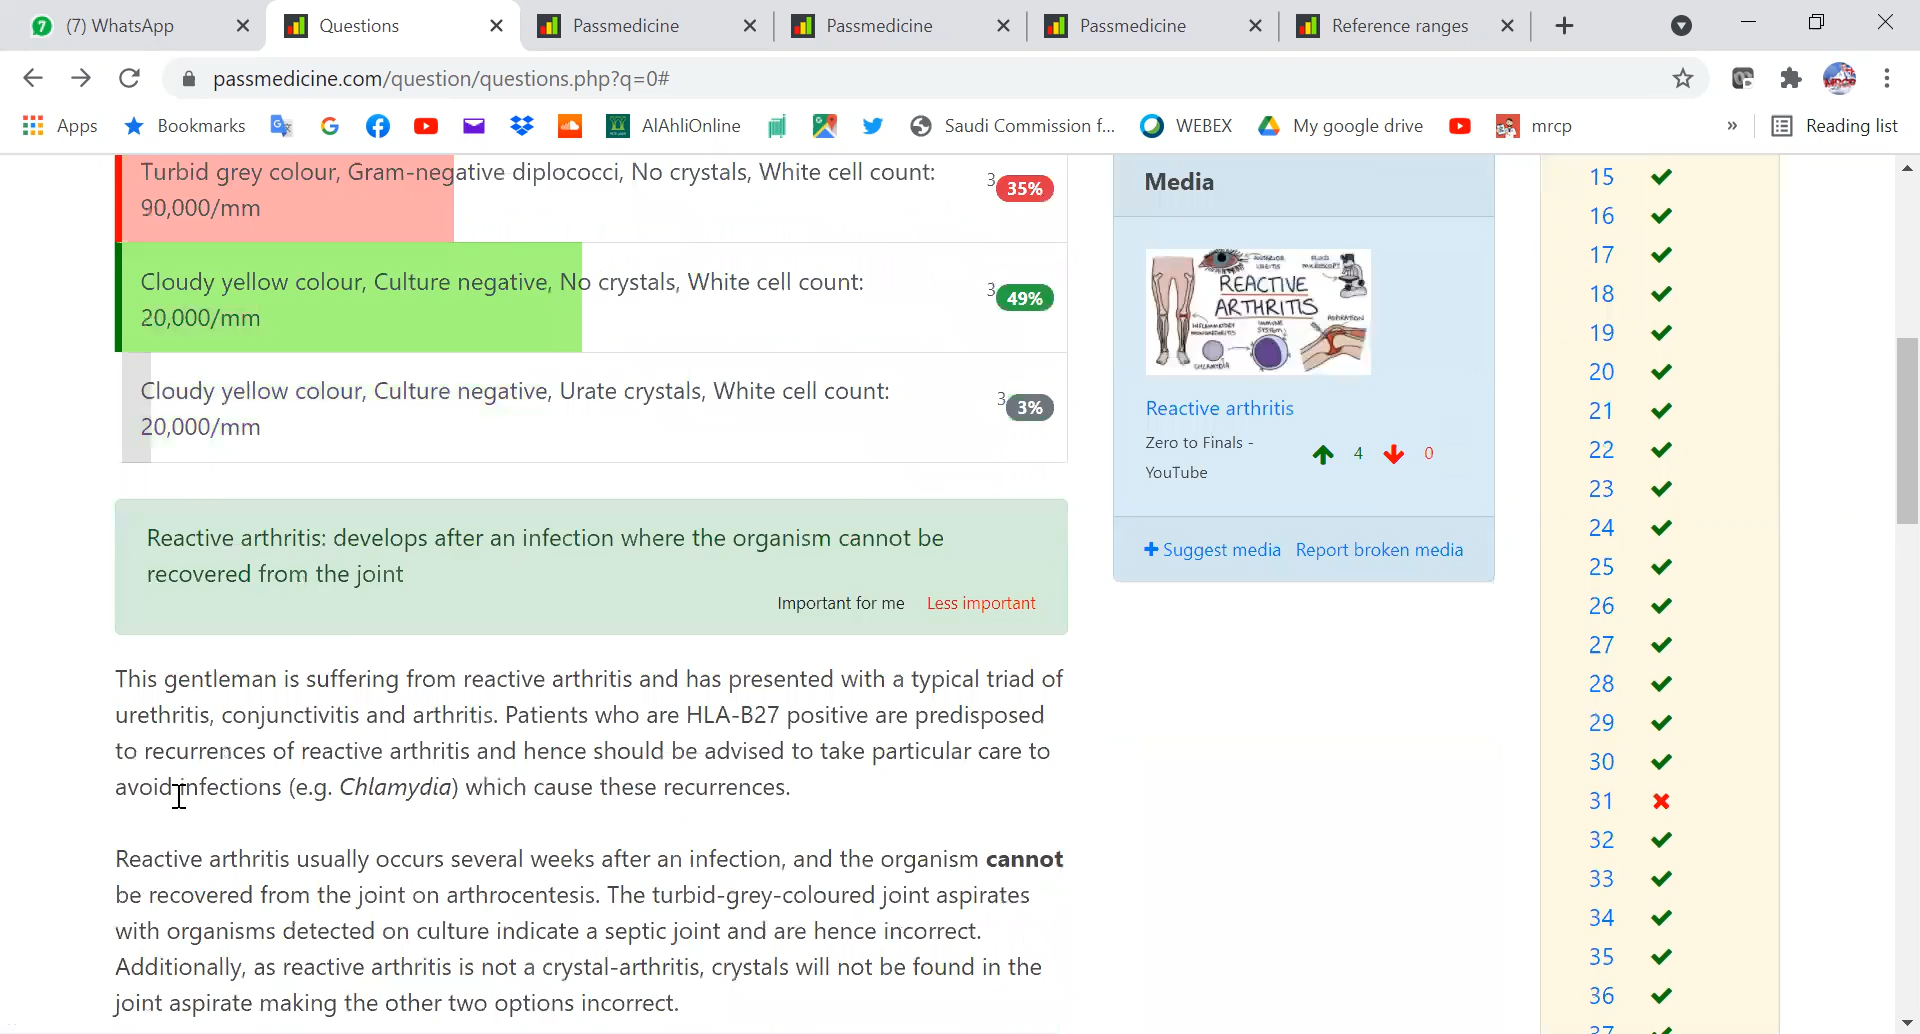 (7) WhatsApp
Questions
Passmedicine
Passmedicine
Passmedicine
Reference ranges
passmedicine.com/question/questions.php?q=0#
Apps
Bookmarks
AlAhliOnline
Saudi Commission f...
WEBEX
My google drive
mrcp
»
Reading list
Turbid grey colour, Gram-negative diplococci, No crystals, White cell count:
90,000/mm
3
35%
Cloudy yellow colour, Culture negative, No crystals, White cell count:
20,000/mm
3
49%
Cloudy yellow colour, Culture negative, Urate crystals, White cell count:
20,000/mm
3
3%
Reactive arthritis: develops after an infection where the organism cannot be
recovered from the joint
Important for me Less important
This gentleman is suffering from reactive arthritis and has presented with a typical triad of
urethritis, conjunctivitis and arthritis. Patients who are HLA-B27 positive are predisposed
to recurrences of reactive arthritis and hence should be advised to take particular care to
avoid infections (e.g. Chlamydia) which cause these recurrences.
Reactive arthritis usually occurs several weeks after an infection, and the organism cannot
be recovered from the joint on arthrocentesis. The turbid-grey-coloured joint aspirates
with organisms detected on culture indicate a septic joint and are hence incorrect.
Additionally, as reactive arthritis is not a crystal-arthritis, crystals will not be found in the
joint aspirate making the other two options incorrect.
Media
REACTIVE
ARTHRITIS
ASPIRATION
IMMUNE
SYSTEM
CHLAMYDIA
Reactive arthritis
Zero to Finals -
YouTube
4
0
Suggest media Report broken media
15
16
17
18
19
20
21
22
23
24
25
26
27
28
29
30
31
32
33
34
35
36
37